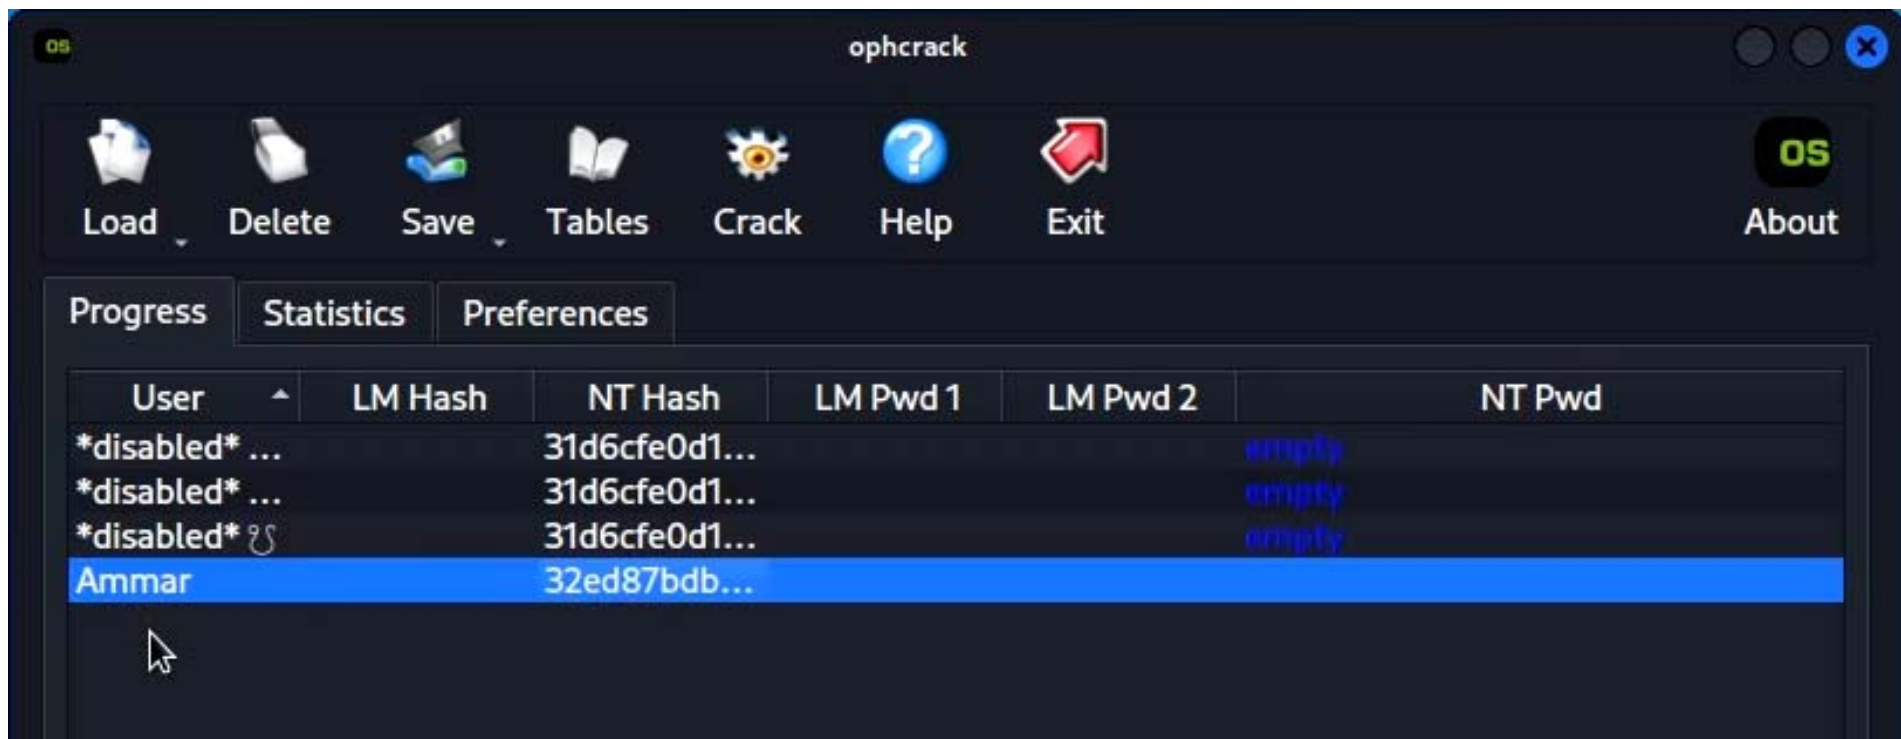 OS ophcrack
OS
Load Delete Save Tables Crack Help Exit About
Progress Statistics Preferences
User LM Hash NT Hash LM Pwd 1 LM Pwd 2 NT Pwd
*disabled* ... 31d6cfe0d1... empty
*disabled* ... 31d6cfe0d1... empty
*disabled* 31d6cfe0d1... empty
Ammar 32ed87bdb...